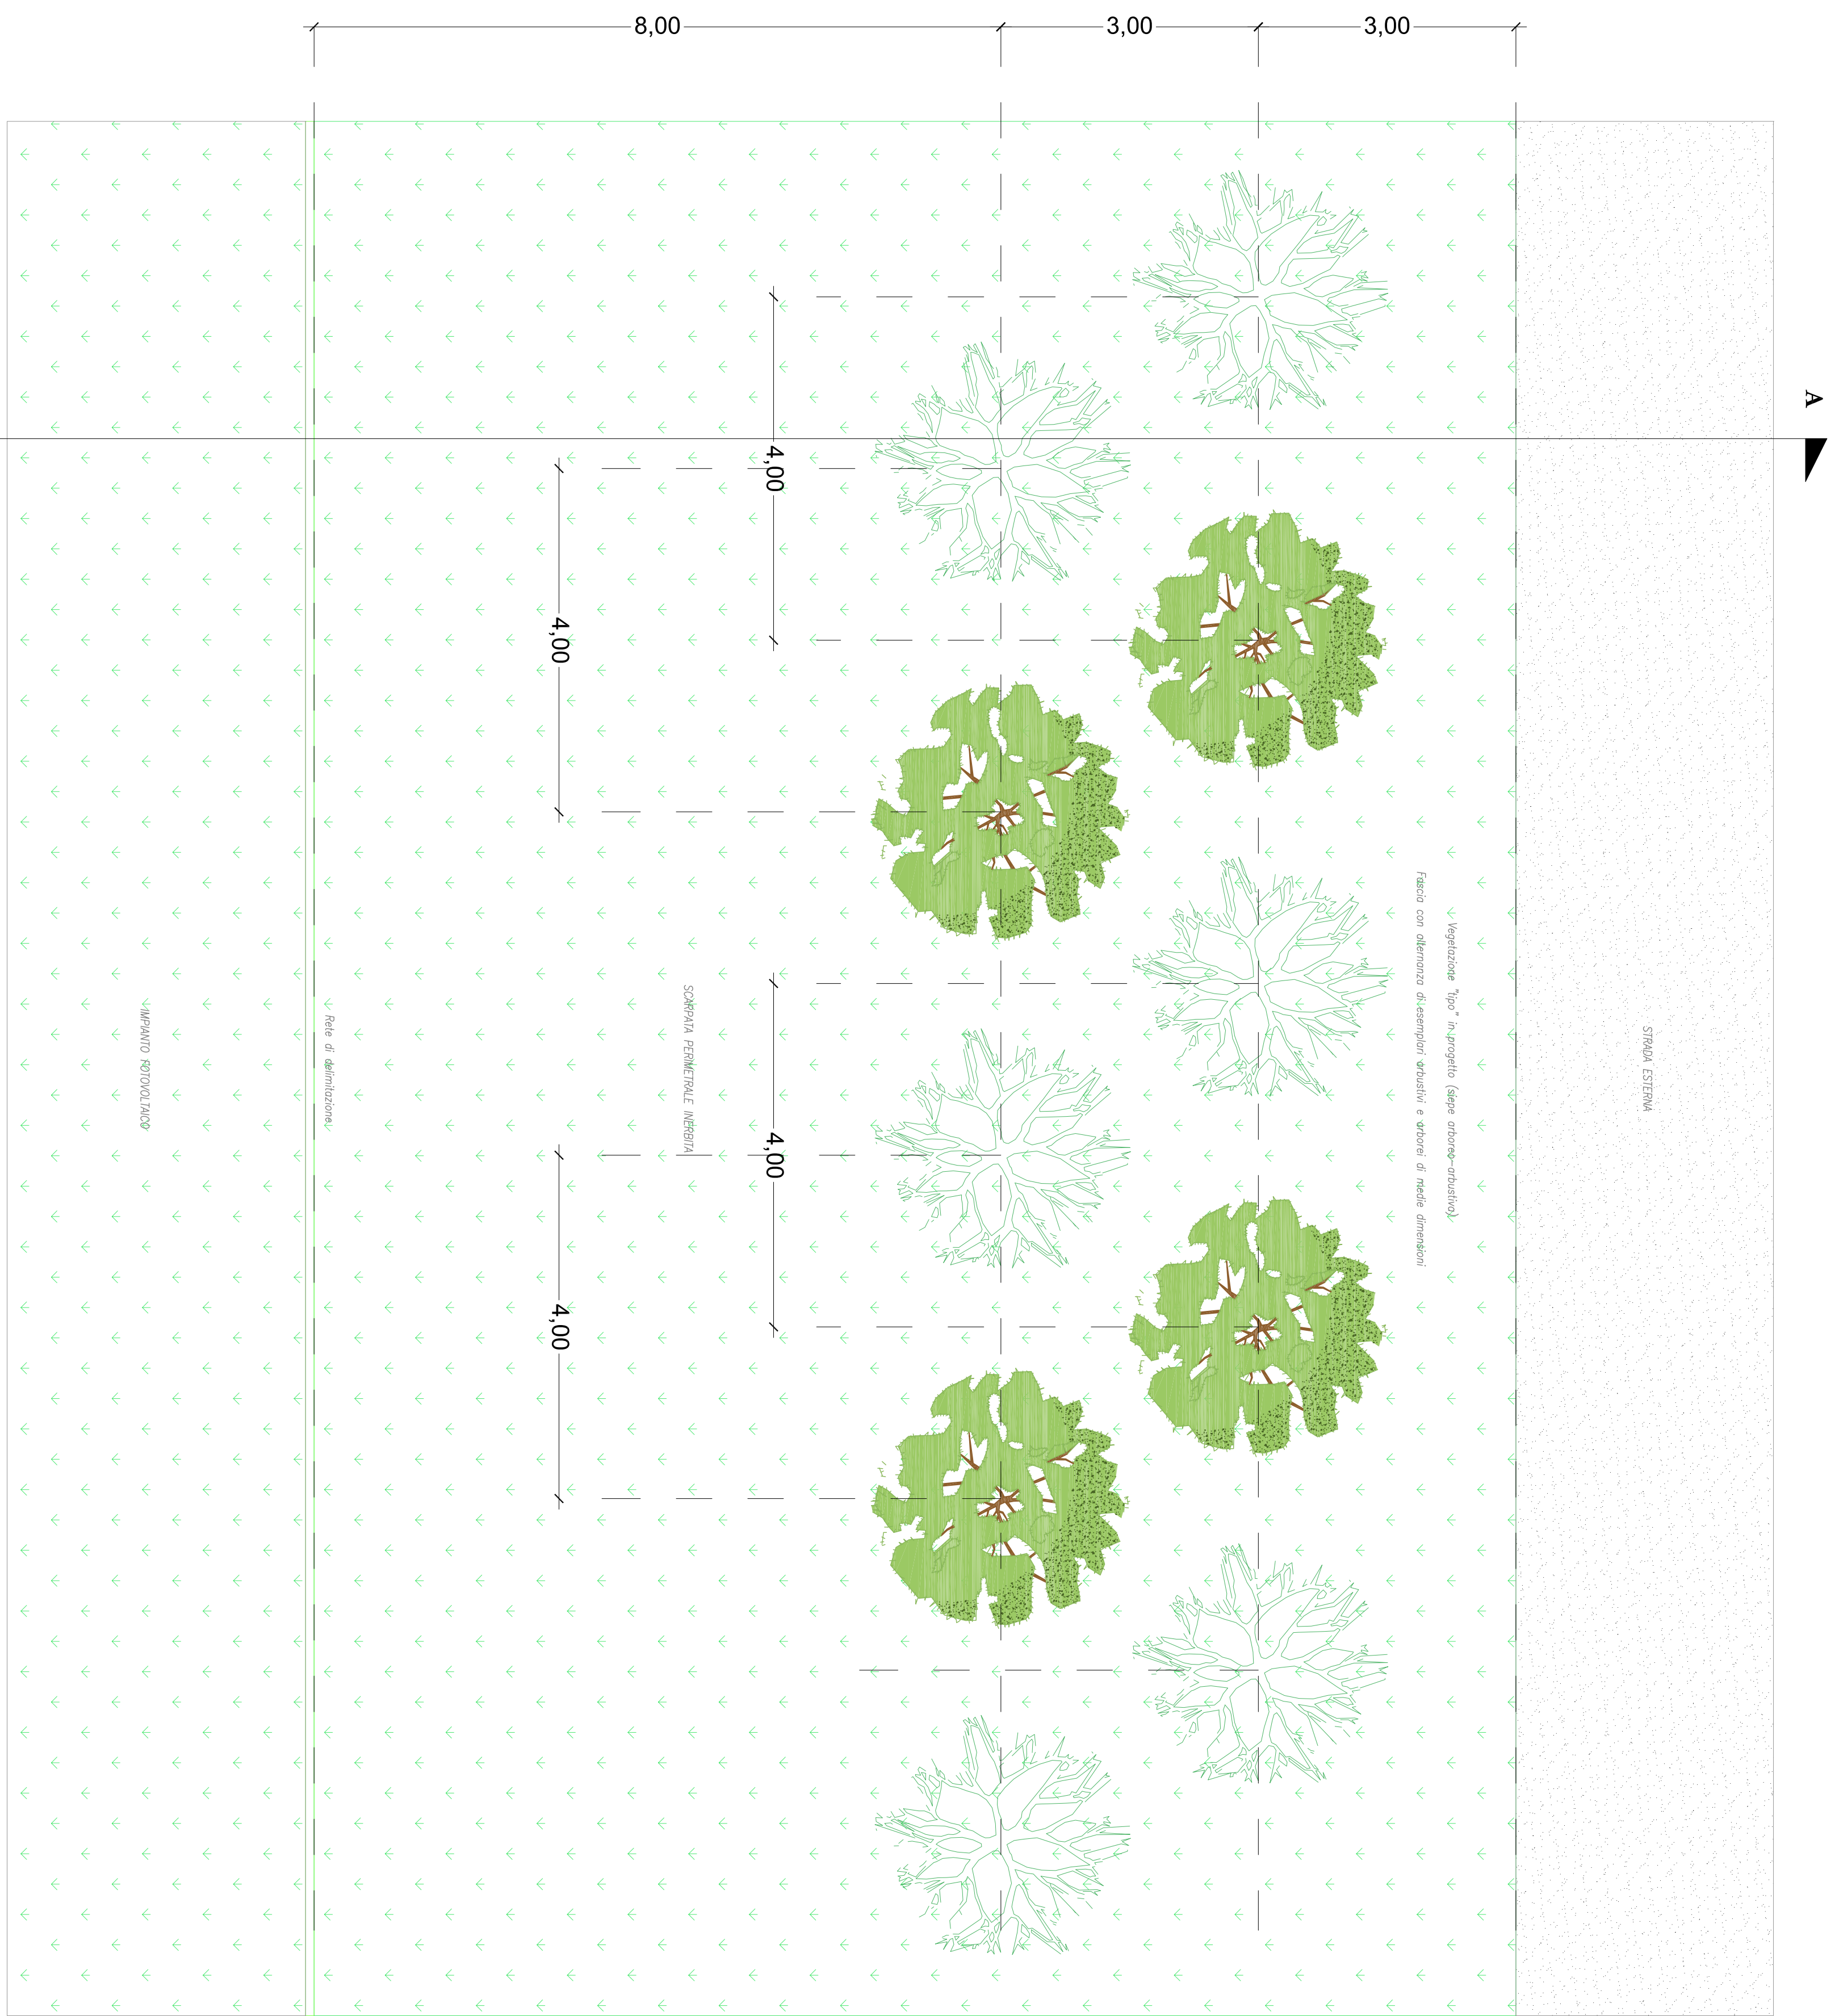 8,00
3,00
3,00
A
4,00
4,00
4,00
4,00
STRADA ESTERNA
Vegetazione "tipo" in progetto (siepe arboreo-arbustiva)
Fascia con alternanza di esemplari arbustivi e arborei di medie dimensioni
SCARPATA PERIMETRALE INERBITA
Rete di delimitazione
IMPIANTO FOTOVOLTAICO